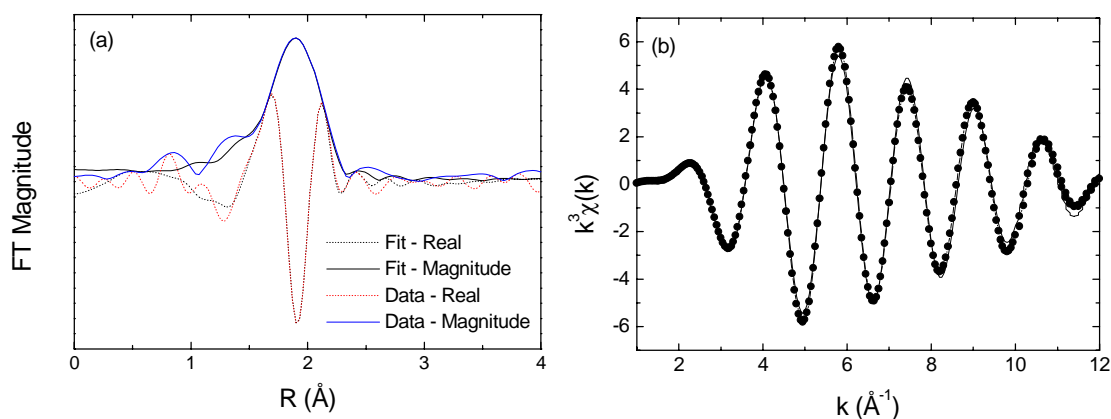 (a)
FT Magnitude
Fit - Real
Fit - Magnitude
Data - Real
Data - Magnitude
0 1 2 3 4
R (Å)
(b)
k³χ(k)
6
4
2
0
-2
-4
-6
2 4 6 8 10 12
k (Å⁻¹)